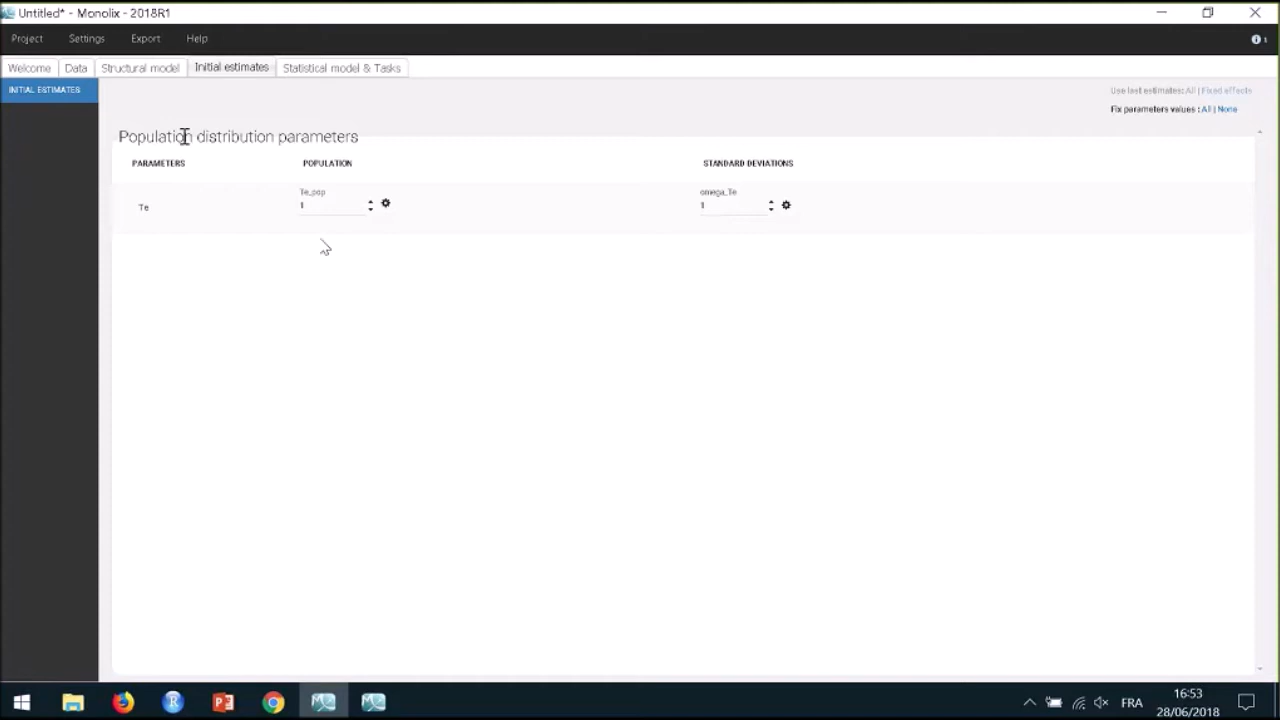 Untitled* - Monolix - 2018R1
Project Settings Export Help
1
Welcome Data Structural model Initial estimates Statistical model & Tasks
INITIAL ESTIMATES
Use last estimates: All | Fixed effects
Fix parameters values : All | None
Population distribution parameters
PARAMETERS POPULATION STANDARD DEVIATIONS
Te_pop omega_Te
Te 1 1
16:53
FRA
28/06/2018